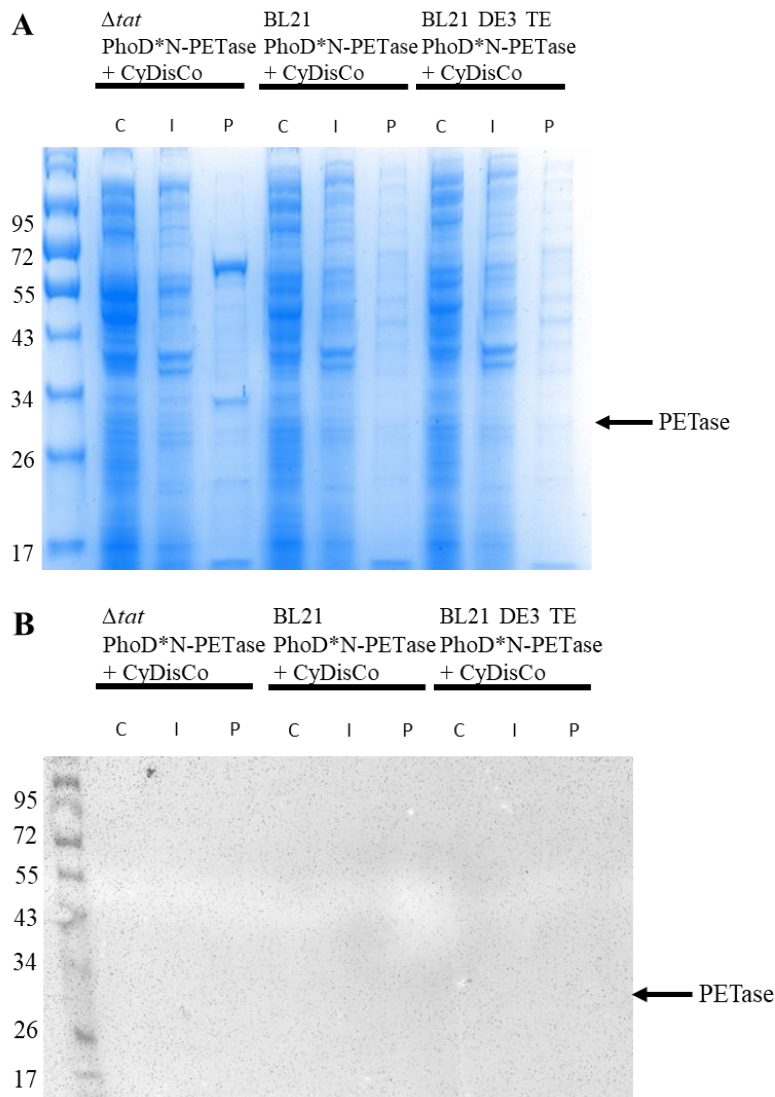 A
Δtat
PhoD*N-PETase
+ CyDisCo
BL21
PhoD*N-PETase
+ CyDisCo
BL21 DE3 TE
PhoD*N-PETase
+ CyDisCo
C I P C I P C I P
95
72
55
43
34
26
17
PETase
B
Δtat
PhoD*N-PETase
+ CyDisCo
BL21
PhoD*N-PETase
+ CyDisCo
BL21 DE3 TE
PhoD*N-PETase
+ CyDisCo
C I P C I P C I P
95
72
55
43
34
26
17
PETase